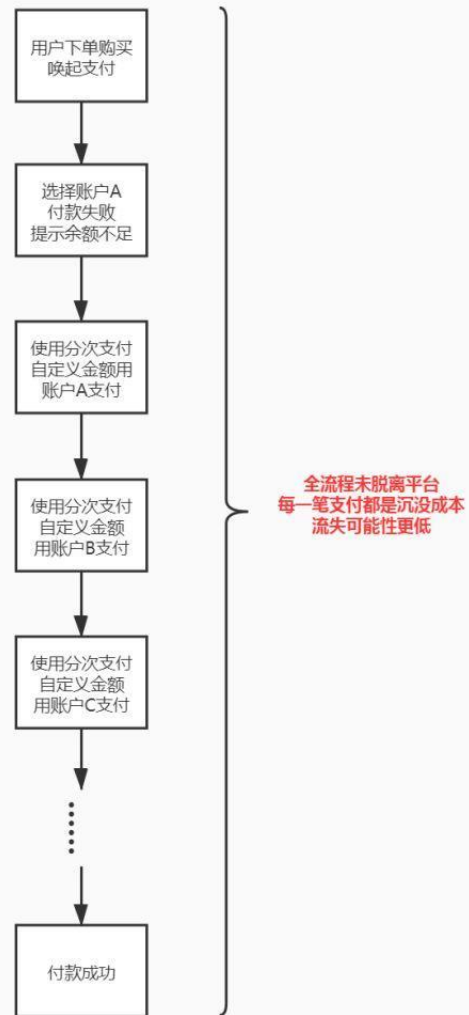 用户下单购买
唤起支付
选择账户A
付款失败
提示余额不足
使用分次支付
自定义金额用
账户A支付
使用分次支付
自定义金额
用账户B支付
使用分次支付
自定义金额
用账户C支付
付款成功
全流程未脱离平台
每一笔支付都是沉没成本
流失可能性更低